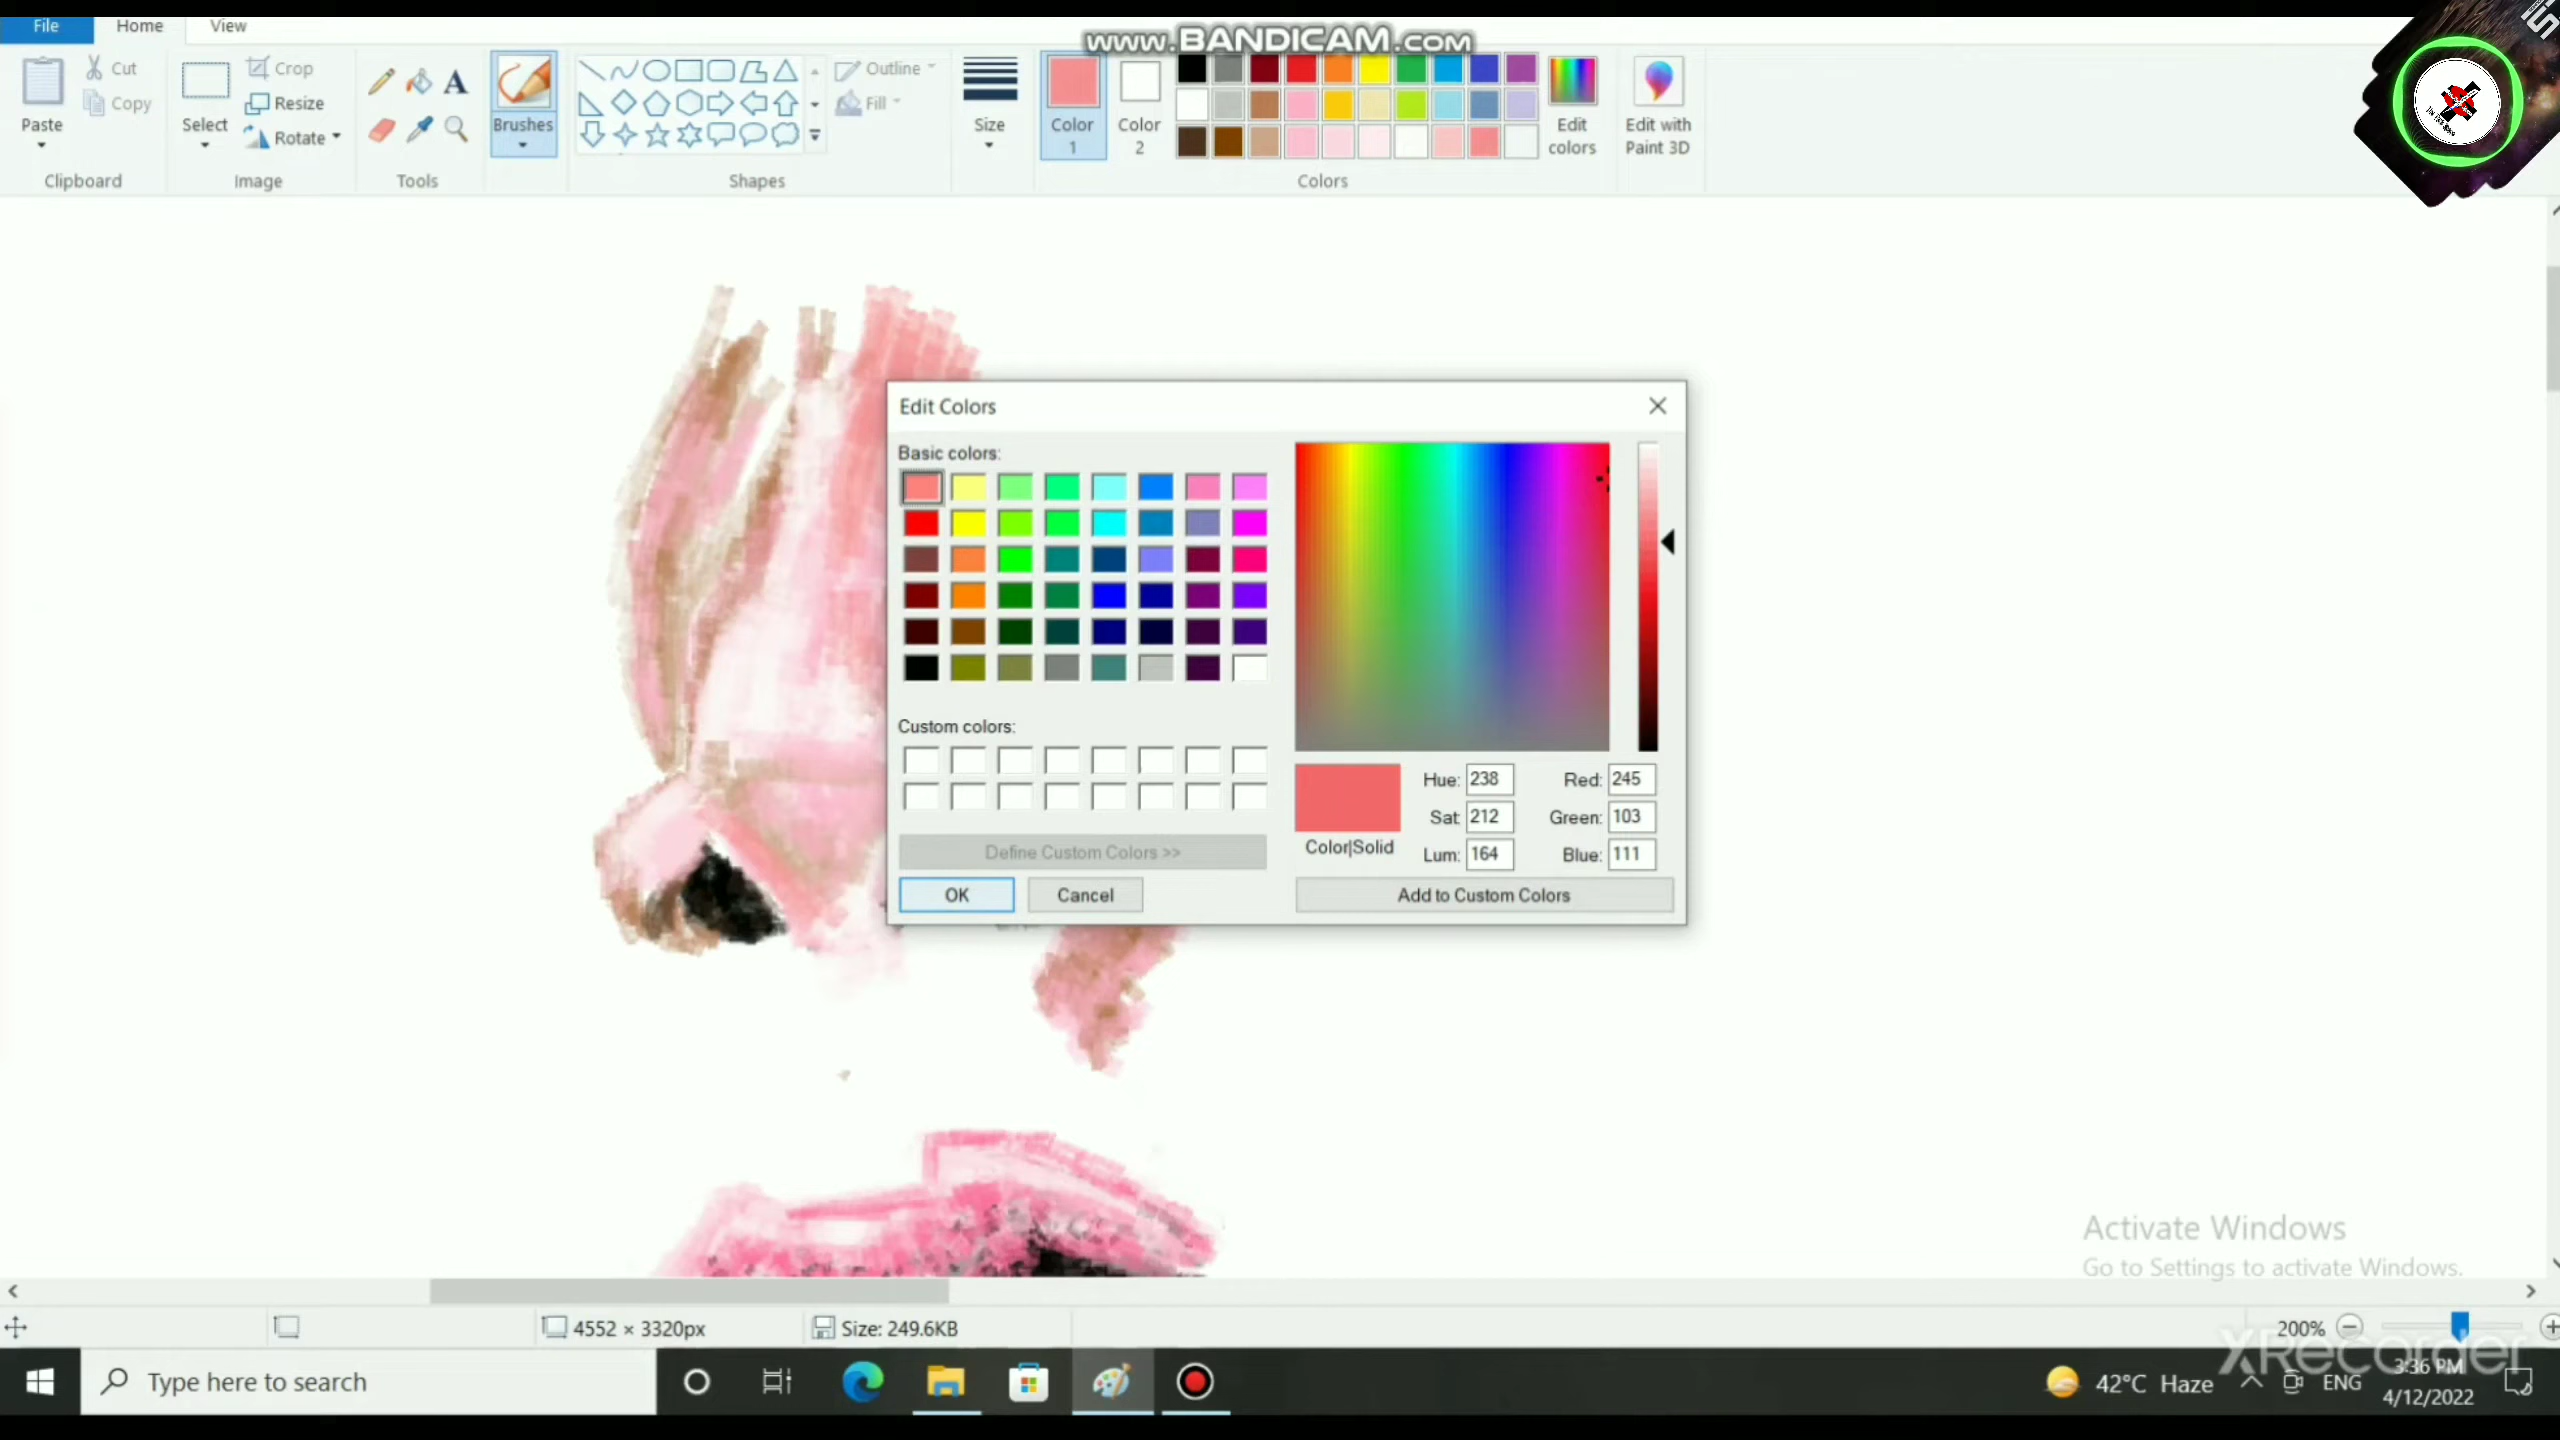 File Home View
www.BANDICAM.com
Cut
Copy
Paste
Clipboard
Crop
Resize
Rotate
Select
Image
Tools
Brushes
Shapes
Outline
Fill
Size
Color
1
Color
2
Colors
Edit
colors
Edit with
Paint 3D
Edit Colors
Basic colors:
Custom colors:
Define Custom Colors >>
OK Cancel
Color|Solid
Hue: 238 Red: 245
Sat: 212 Green: 103
Lum: 164 Blue: 111
Add to Custom Colors
Activate Windows
Go to Settings to activate Windows.
4552 × 3320px
Size: 249.6KB
200%
XRecorder
Type here to search
42°C Haze
ENG
3:36 PM
4/12/2022